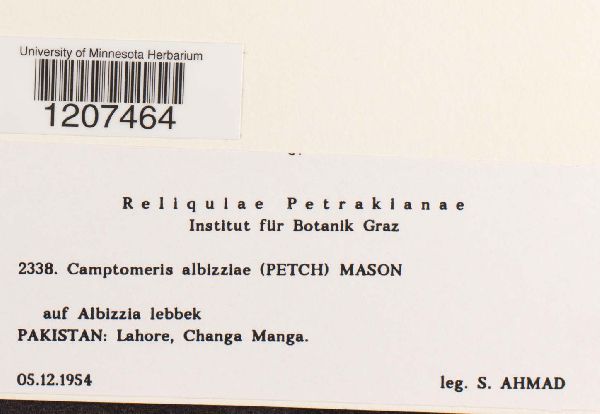 University of Minnesota Herbarium
1207464
Reliquiae Petrakianae
Institut für Botanik Graz
2338. Camptomeris albizziae (PETCH) MASON
auf Albizzia lebbek
PAKISTAN: Lahore, Changa Manga.
05.12.1954
leg. S. AHMAD